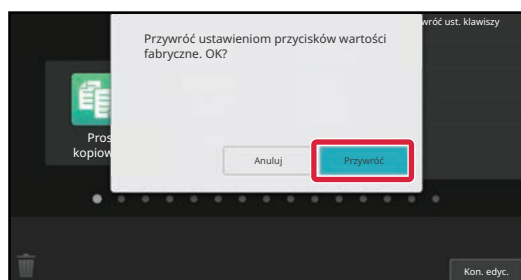 wróć ust. klawiszy
Przywróć ustawieniom przycisków wartości
fabryczne. OK?
Pros
kopiow
Anuluj
Przywróć
Kon. edyc.